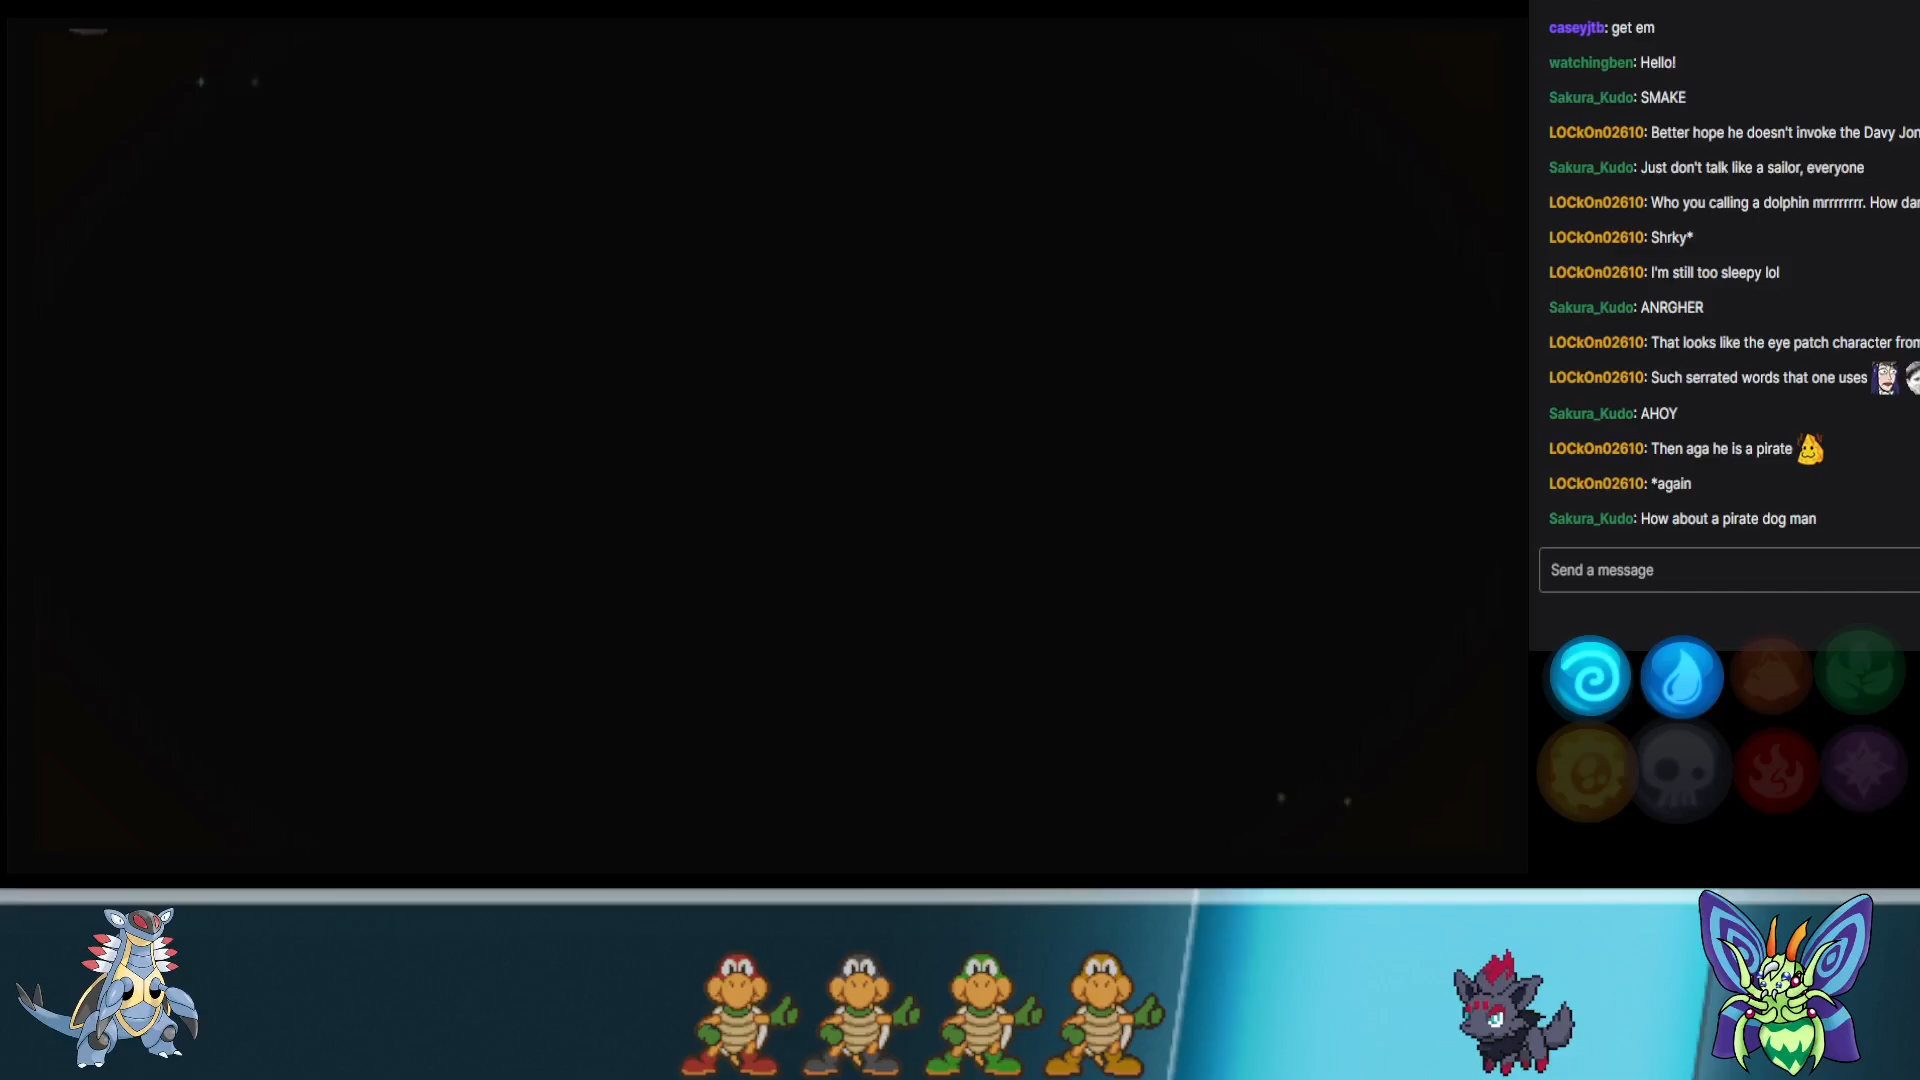 caseyjtb: get em
watchingben: Hello!
Sakura_Kudo: SMAKE
LOCkOn02610: Better hope he doesn't invoke the Davy Jon
Sakura_Kudo: Just don't talk like a sailor, everyone
LOCkOn02610: Who you calling a dolphin mrrrrrrrr. How dar
LOCkOn02610: Shrky*
LOCkOn02610: I'm still too sleepy lol
Sakura_Kudo: ANRGHER
LOCkOn02610: That looks like the eye patch character from
LOCkOn02610: Such serrated words that one uses
Sakura_Kudo: AHOY
LOCkOn02610: Then aga he is a pirate
LOCkOn02610: *again
Sakura_Kudo: How about a pirate dog man
Send a message